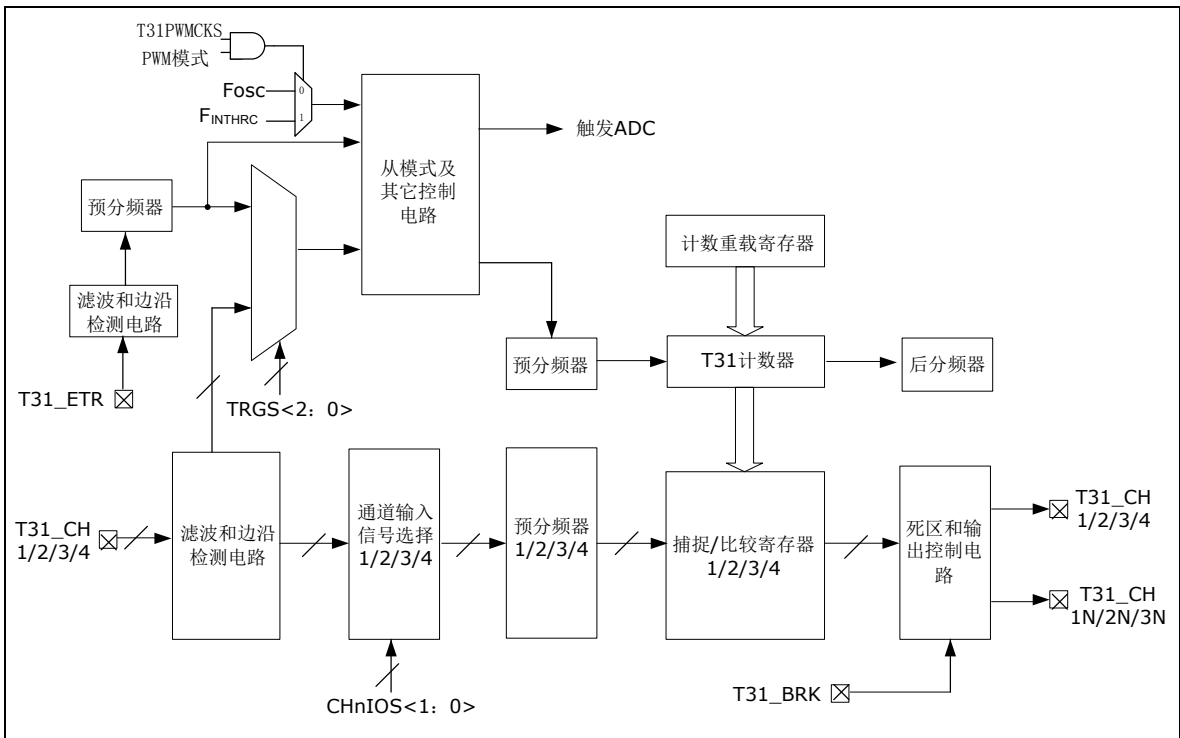 T31PWMCKS
PWM模式
Fosc
0
FINTHRC
1
触发ADC
从模式及
其它控制
电路
预分频器
计数重载寄存器
滤波和边沿
检测电路
预分频器
T31计数器
后分频器
T31_ETR
TRGS<2：0>
T31_CH
1/2/3/4
滤波和边沿
检测电路
通道输入
信号选择
1/2/3/4
预分频器
1/2/3/4
捕捉/比较寄存器
1/2/3/4
死区和输
出控制电
路
T31_CH
1/2/3/4
T31_CH
1N/2N/3N
T31_BRK
CHnIOS<1：0>